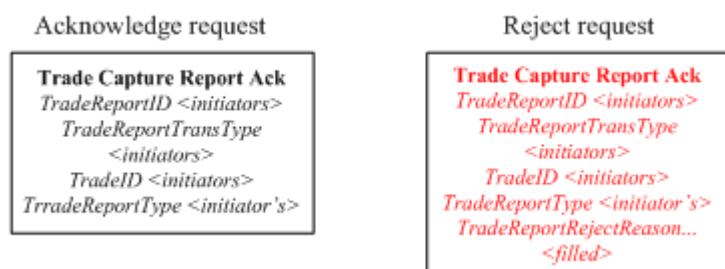 Acknowledge request
Trade Capture Report Ack
TradeReportID <initiators>
TradeReportTransType
<initiators>
TradeID <initiators>
TrradeReportType <initiator's>
Reject request
Trade Capture Report Ack
TradeReportID <initiators>
TradeReportTransType
<initiators>
TradeID <initiators>
TradeReportType <initiator's>
TradeReportRejectReason...
<filled>